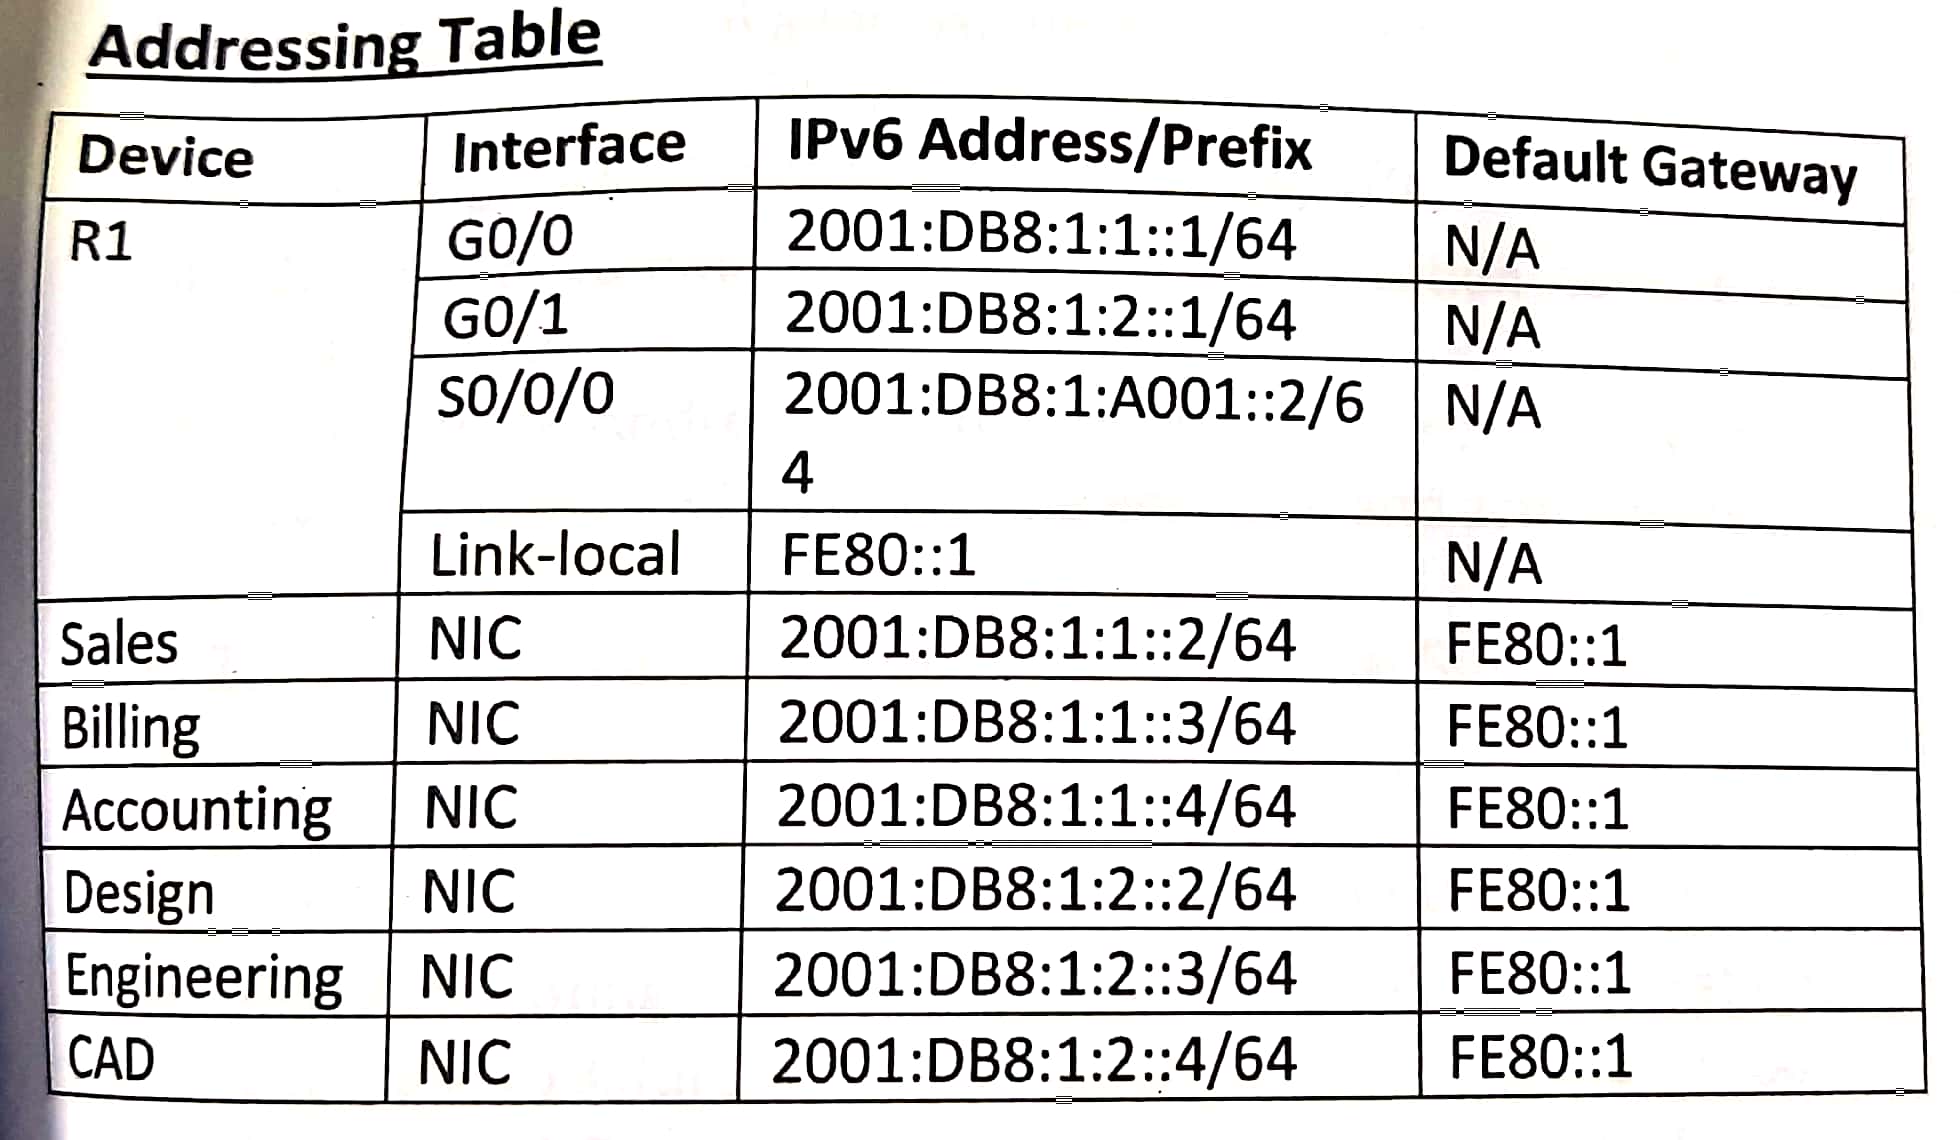 Addressing Table
Device Interface IPv6 Address/Prefix Default Gateway
R1 G0/0 2001:DB8:1:1::1/64 N/A
G0/1 2001:DB8:1:2::1/64 N/A
S0/0/0 2001:DB8:1:A001::2/6 N/A
4
Link-local FE80::1 N/A
Sales NIC 2001:DB8:1:1::2/64 FE80::1
Billing NIC 2001:DB8:1:1::3/64 FE80::1
Accounting NIC 2001:DB8:1:1::4/64 FE80::1
Design NIC 2001:DB8:1:2::2/64 FE80::1
Engineering NIC 2001:DB8:1:2::3/64 FE80::1
CAD NIC 2001:DB8:1:2::4/64 FE80::1